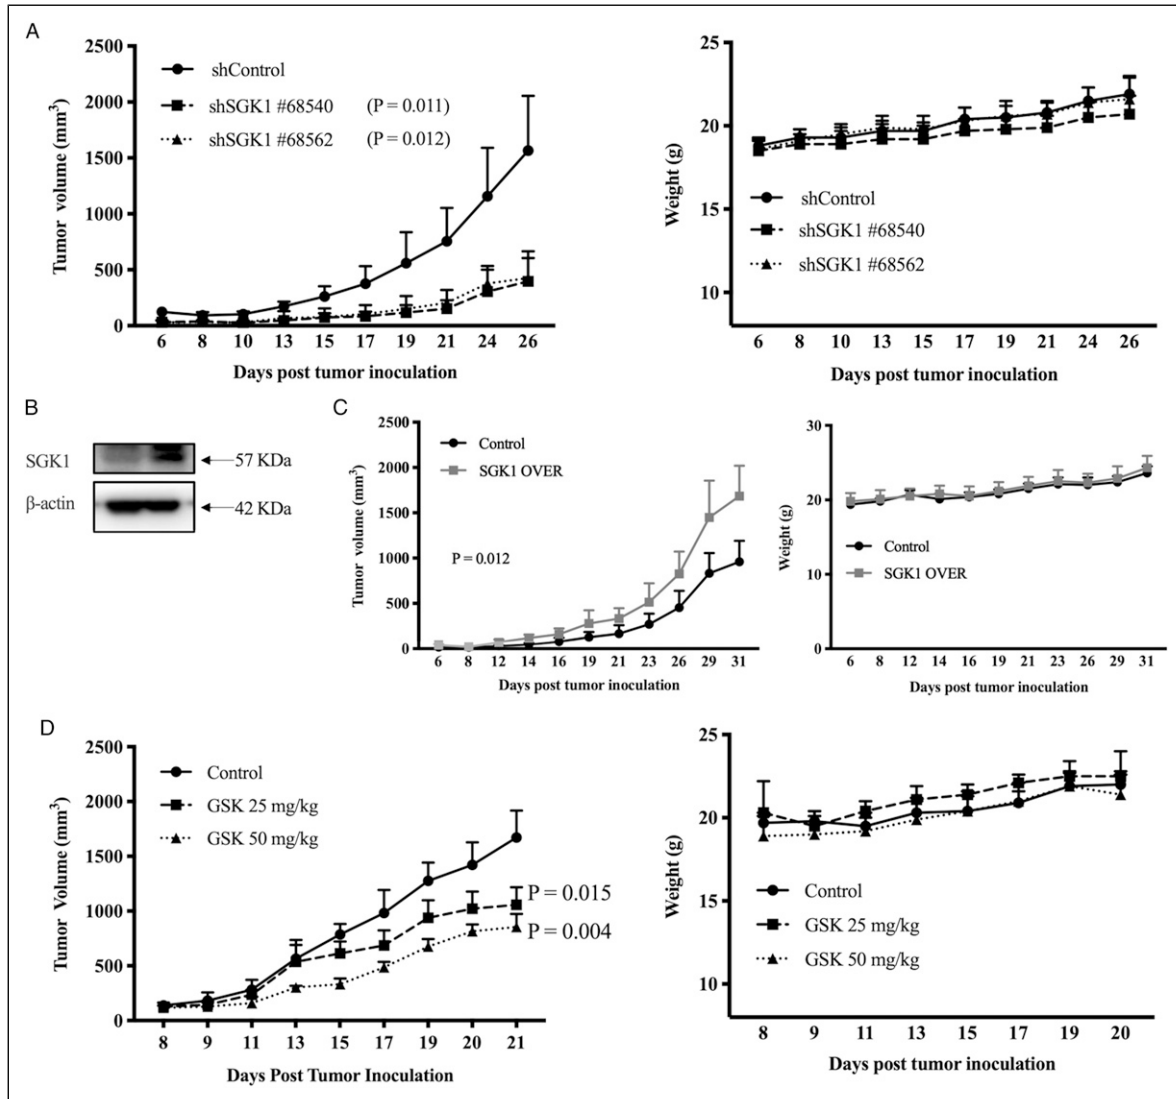 A
2500
2000
1500
1000
500
0
Tumor volume (mm³)
shControl
shSGK1 #68540 (P = 0.011)
shSGK1 #68562 (P = 0.012)
6 8 10 13 15 17 19 21 24 26
Days post tumor inoculation
25
20
15
10
Weight (g)
shControl
shSGK1 #68540
shSGK1 #68562
6 8 10 13 15 17 19 21 24 26
Days post tumor inoculation
B
SGK1
57 KDa
β-actin
42 KDa
C
2500
2000
1500
1000
500
0
Tumor volume (mm³)
Control
SGK1 OVER
P = 0.012
6 8 12 14 16 19 21 23 26 29 31
Days post tumor inoculation
30
20
10
0
Weight (g)
Control
SGK1 OVER
6 8 12 14 16 19 21 23 26 29 31
Days post tumor inoculation
D
2500
2000
1500
1000
500
0
Tumor Volume (mm³)
Control
GSK 25 mg/kg
GSK 50 mg/kg
P = 0.015
P = 0.004
8 9 11 13 15 17 19 20 21
Days Post Tumor Inoculation
25
20
15
10
Weight (g)
Control
GSK 25 mg/kg
GSK 50 mg/kg
8 9 11 13 15 17 19 20
Days post tumor inoculation